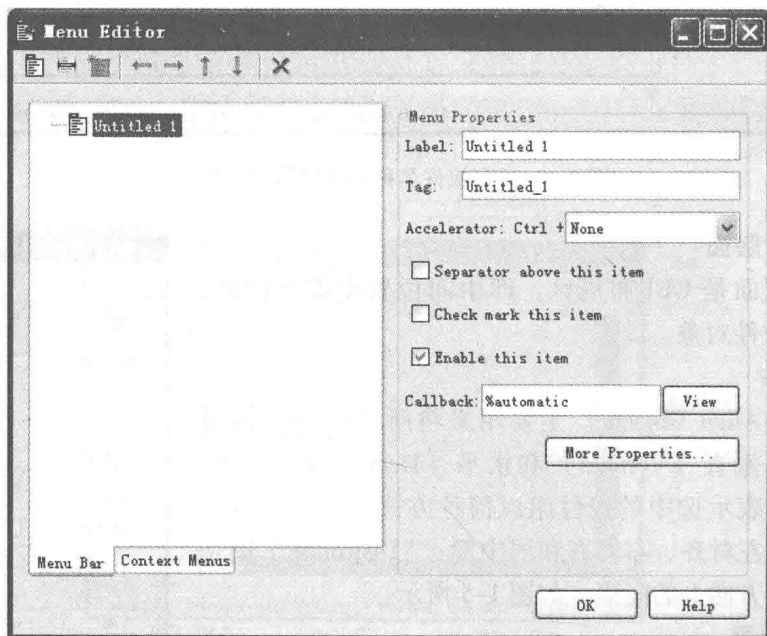 Menu Editor
Untitled 1
Menu Properties
Label: Untitled 1
Tag: Untitled_1
Accelerator: Ctrl + None
Separator above this item
Check mark this item
Enable this item
Callback: %automatic View
More Properties...
Menu Bar Context Menus
OK Help